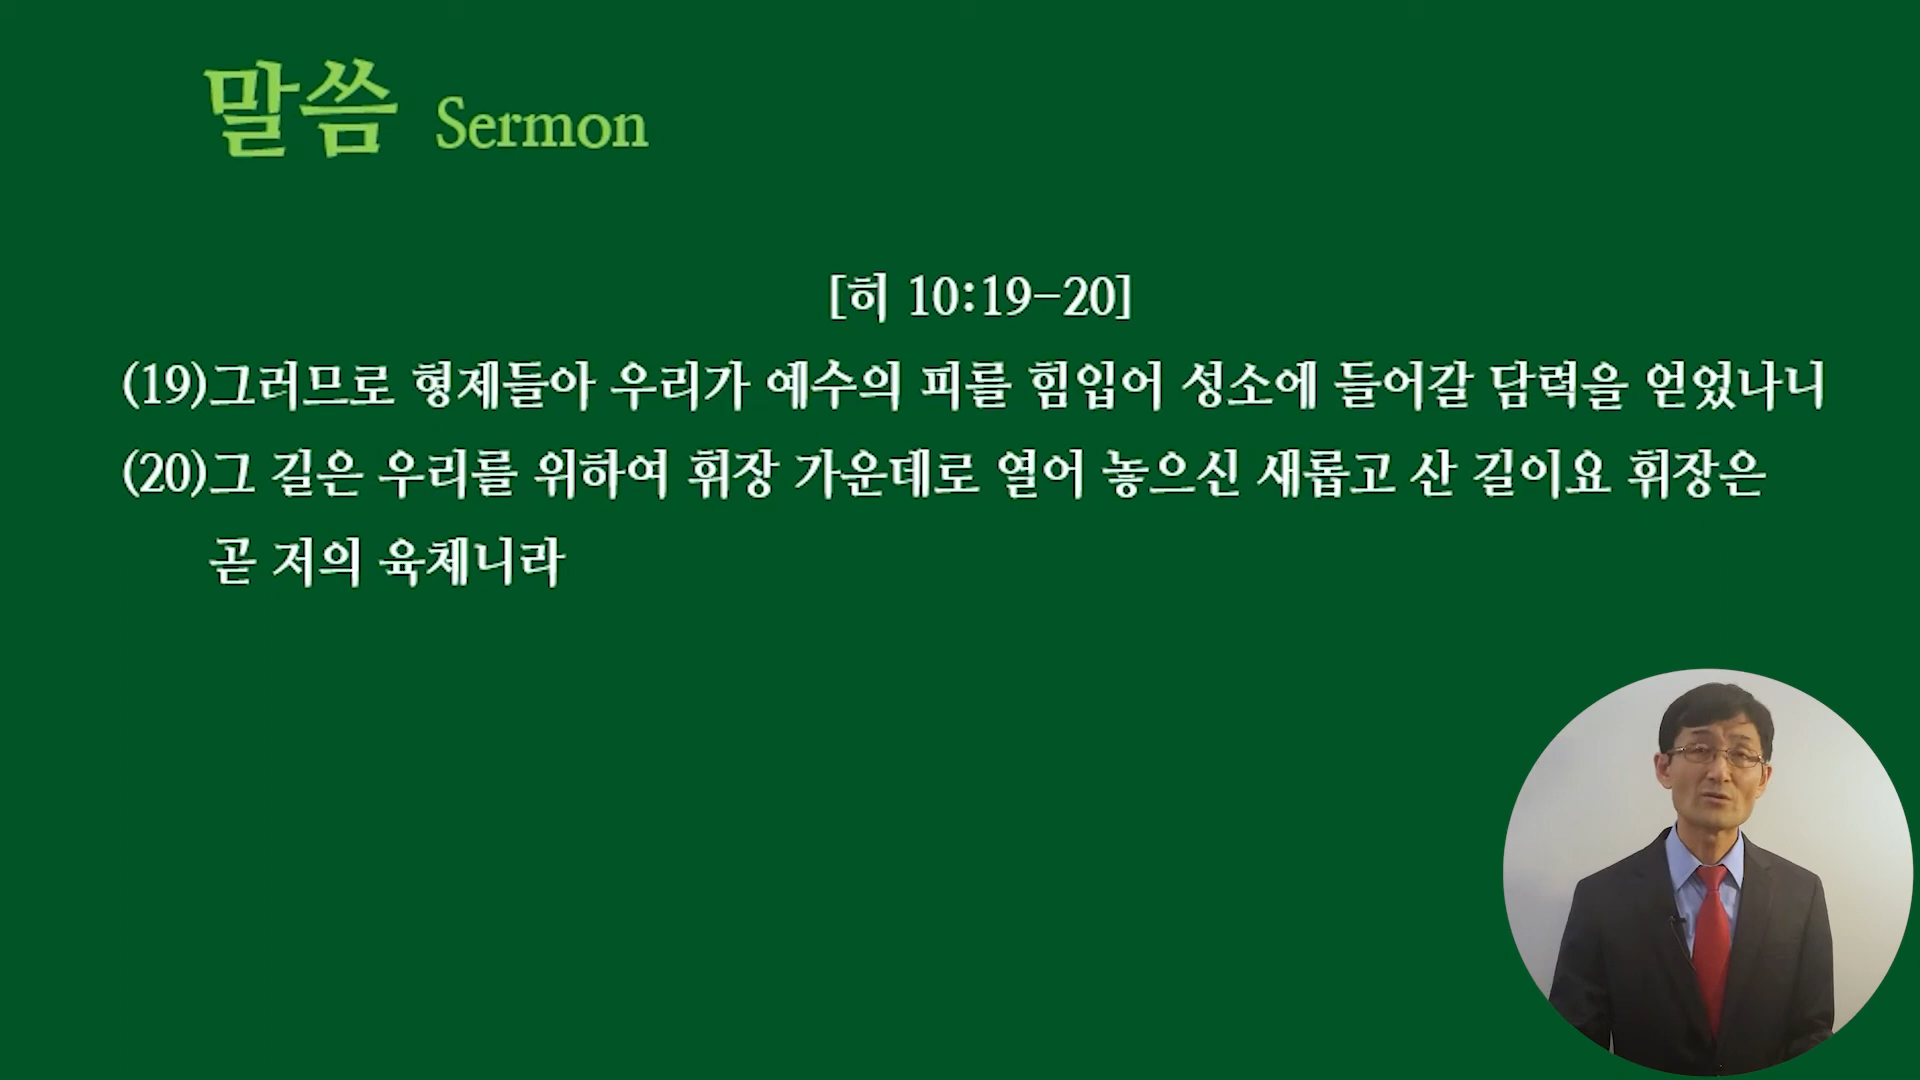 말씀 Sermon
[히 10:19-20]
(19)그러므로 형제들아 우리가 예수의 피를 힘입어 성소에 들어갈 담력을 얻었나니
(20)그 길은 우리를 위하여 휘장 가운데로 열어 놓으신 새롭고 산 길이요 휘장은
곧 저의 육체니라